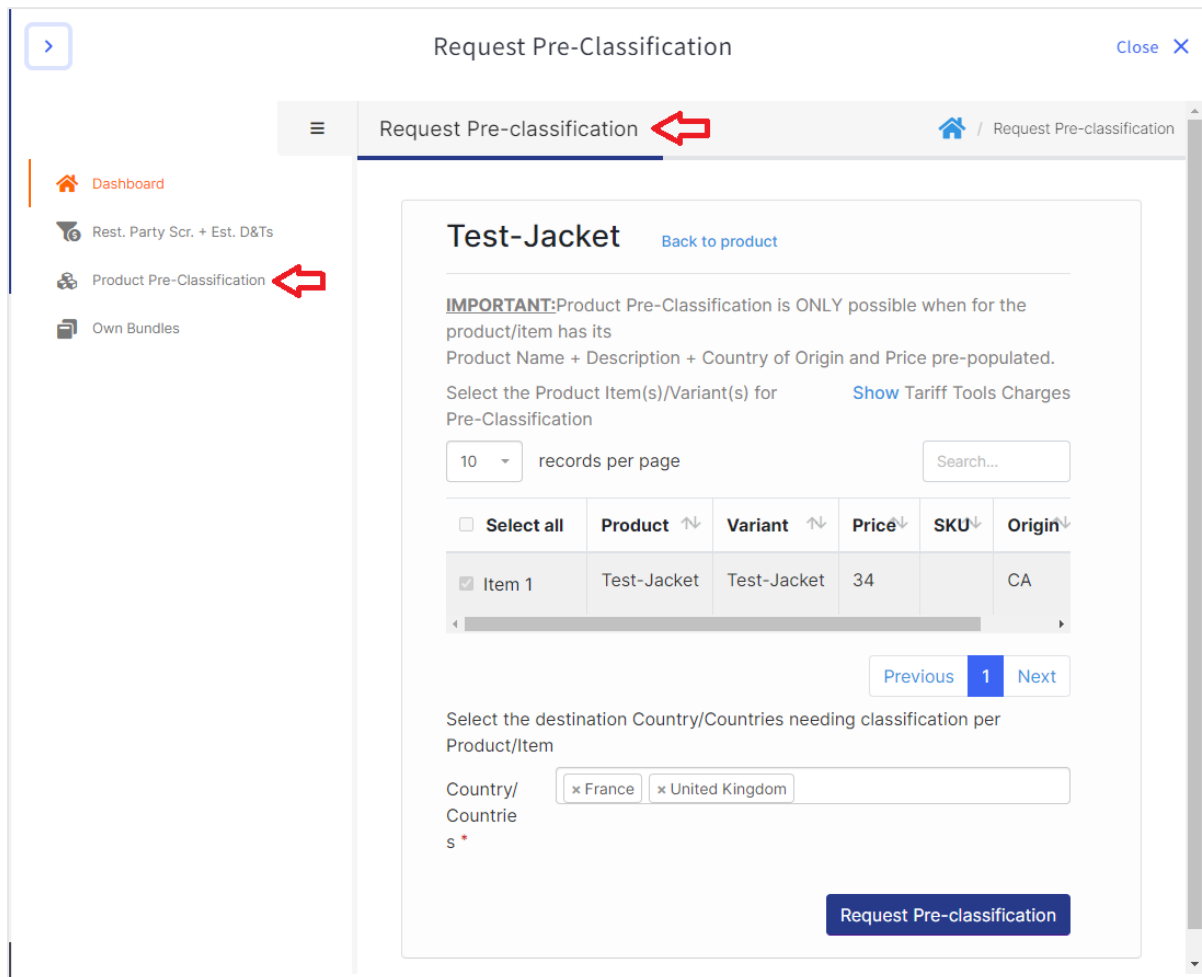 Request Pre-Classification
Close
Request Pre-classification
/ Request Pre-classification
Dashboard
Rest. Party Scr. + Est. D&Ts
Product Pre-Classification
Own Bundles
Test-Jacket
Back to product
IMPORTANT:Product Pre-Classification is ONLY possible when for the
product/item has its
Product Name + Description + Country of Origin and Price pre-populated.
Select the Product Item(s)/Variant(s) for
Pre-Classification
Show Tariff Tools Charges
10 records per page
Search...
Select all Product Variant Price SKU Origin
Item 1 Test-Jacket Test-Jacket 34 CA
Previous 1 Next
Select the destination Country/Countries needing classification per
Product/Item
Country/
Countrie
s *
× France × United Kingdom
Request Pre-classification